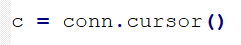 c = conn.cursor()